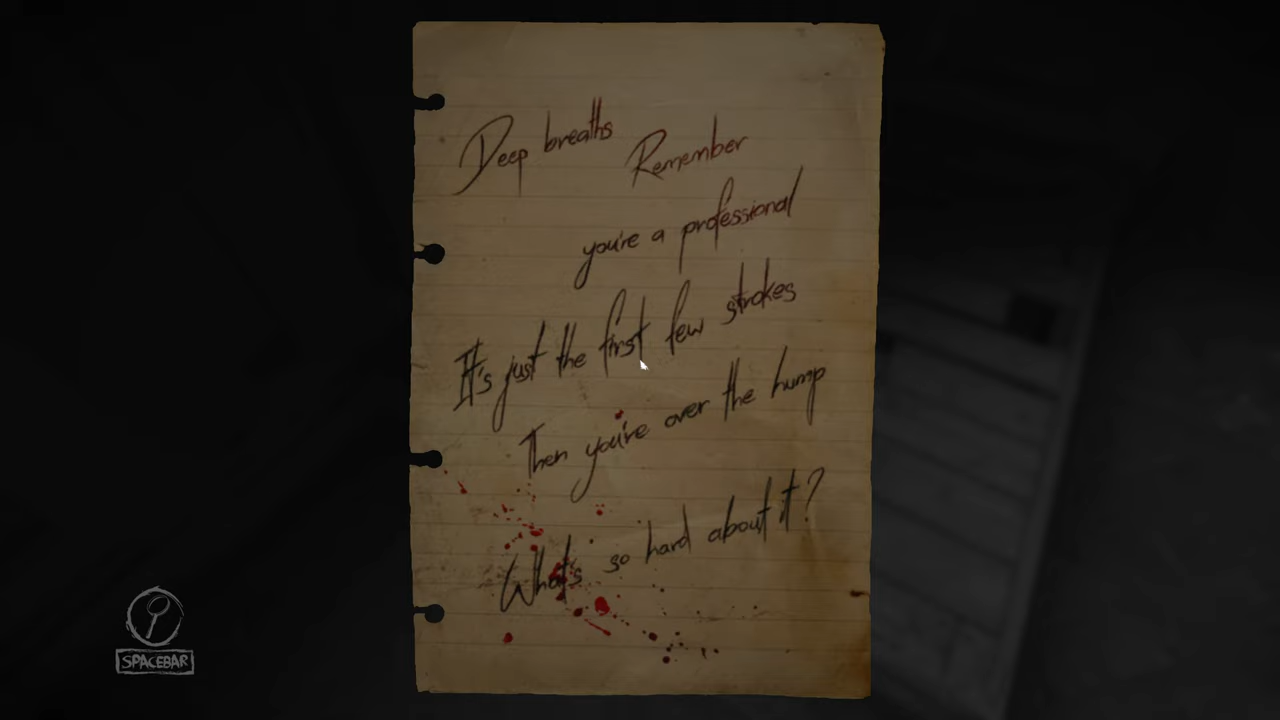 Deep breaths Remember
you're a professional
It's just the first few strokes
Then you're over the hump
What's so hard about it?
SPACEBAR